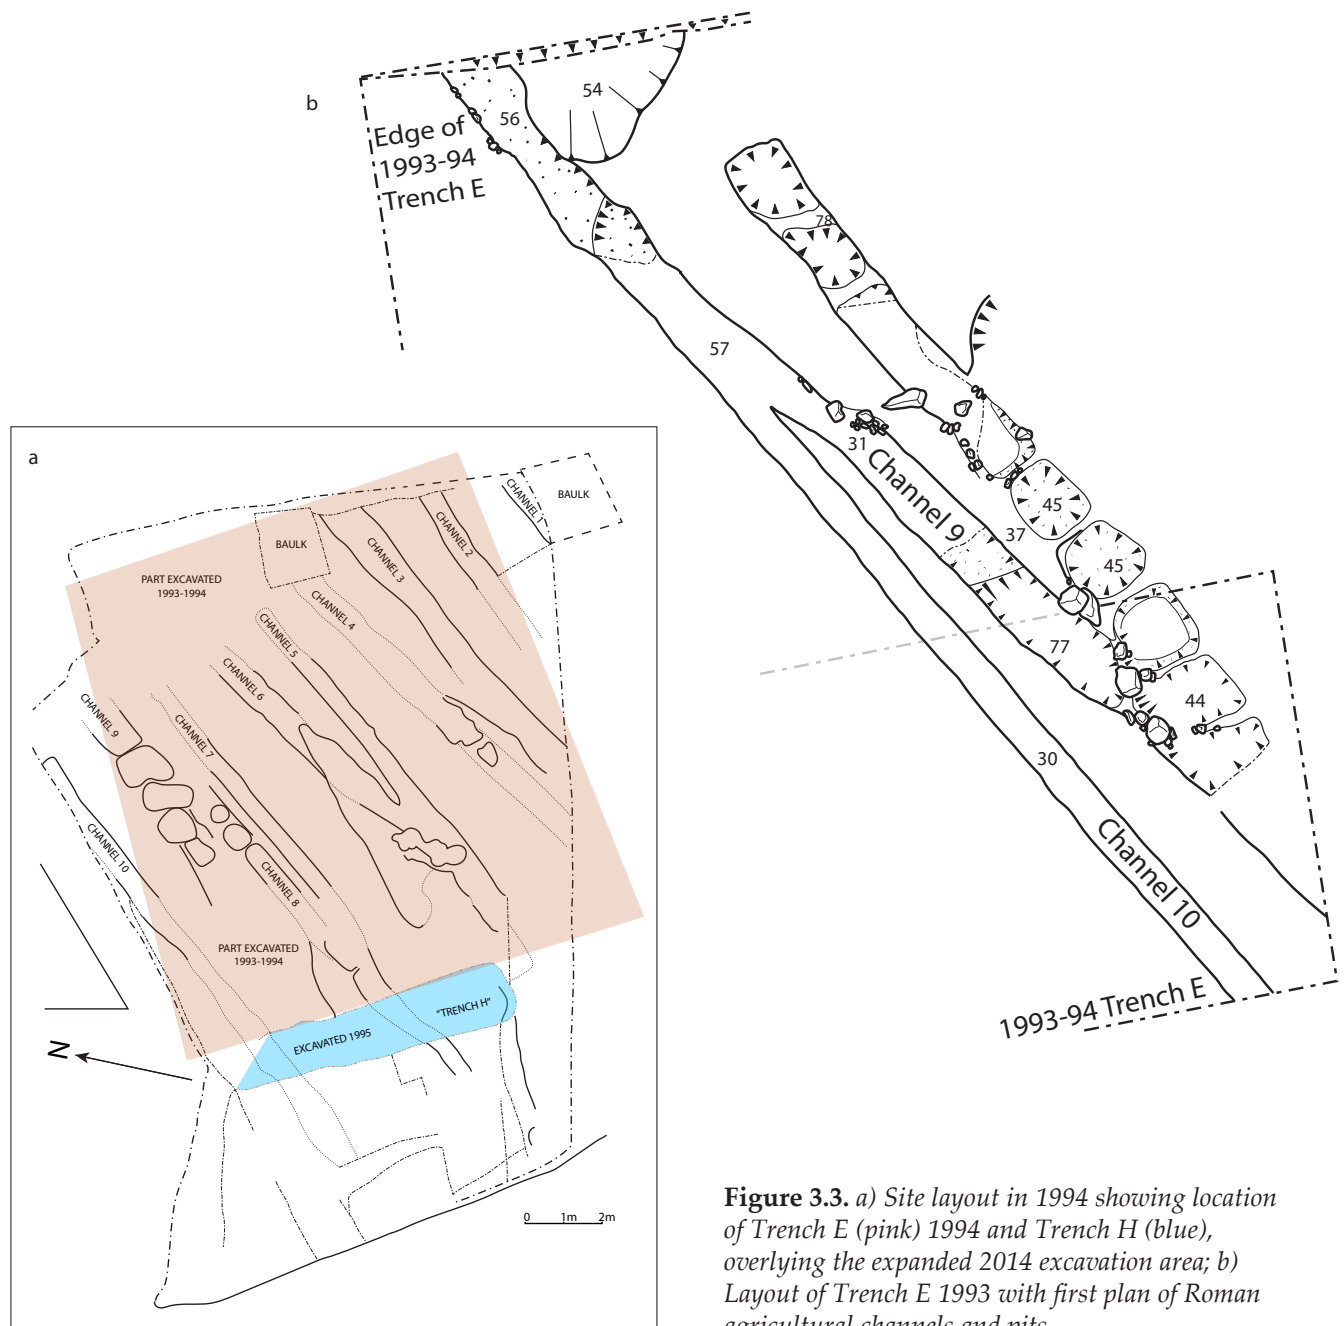 b
Edge of
1993-94
Trench E
56
54
78
57
31
Channel 9
37
45
45
77
44
30
Channel 10
1993-94 Trench E
a
BAULK
CHANNEL 1
BAULK
CHANNEL 2
CHANNEL 3
PART EXCAVATED
1993-1994
CHANNEL 4
CHANNEL 5
CHANNEL 6
CHANNEL 9
CHANNEL 7
CHANNEL 10
CHANNEL 8
PART EXCAVATED
1993-1994
"TRENCH H"
EXCAVATED 1995
N
0 1m 2m
Figure 3.3. a) Site layout in 1994 showing location
of Trench E (pink) 1994 and Trench H (blue),
overlying the expanded 2014 excavation area; b)
Layout of Trench E 1993 with first plan of Roman
agricultural channels and pits